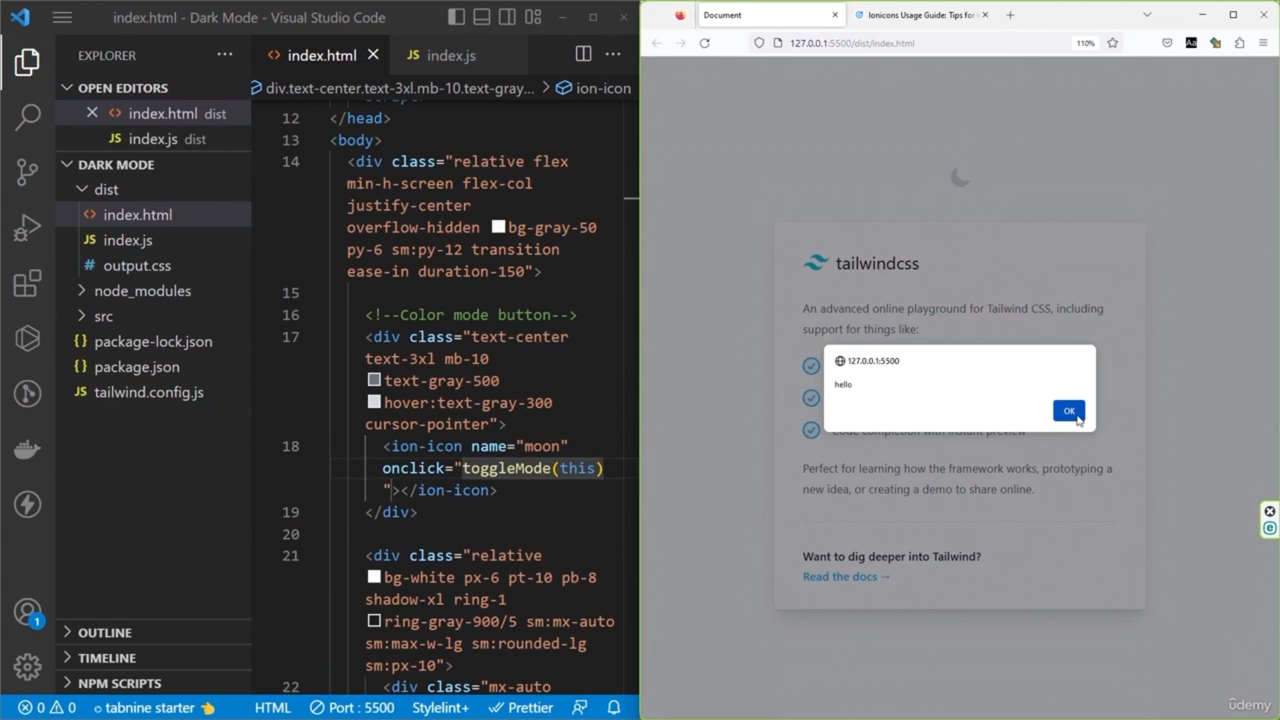 index.html - Dark Mode - Visual Studio Code
EXPLORER
OPEN EDITORS
index.html dist
index.js dist
DARK MODE
dist
index.html
index.js
output.css
node_modules
src
package-lock.json
package.json
tailwind.config.js
OUTLINE
TIMELINE
NPM SCRIPTS
index.html
index.js
div.text-center.text-3xl.mb-10.text-gray... > ion-icon
12 </head>
13 <body>
14 <div class="relative flex
min-h-screen flex-col
justify-center
overflow-hidden bg-gray-50
py-6 sm:py-12 transition
ease-in duration-150">
15
16 <!--Color mode button-->
17 <div class="text-center
text-3xl mb-10
text-gray-500
hover:text-gray-300
cursor-pointer">
18 <ion-icon name="moon"
onclick="toggleMode(this)
"></ion-icon>
19 </div>
20
21 <div class="relative
bg-white px-6 pt-10 pb-8
shadow-xl ring-1
ring-gray-900/5 sm:mx-auto
sm:max-w-lg sm:rounded-lg
sm:px-10">
22 <div class="mx-auto
1
0 0 tabnine starter HTML Port : 5500 Stylelint+ Prettier
Document
Ionicons Usage Guide: Tips for
127.0.0.1:5500/dist/index.html
110%
Aa
tailwindcss
An advanced online playground for Tailwind CSS, including
support for things like:
127.0.0.1:5500
hello
OK
Code completion with instant preview
Perfect for learning how the framework works, prototyping a
new idea, or creating a demo to share online.
Want to dig deeper into Tailwind?
Read the docs →
udemy